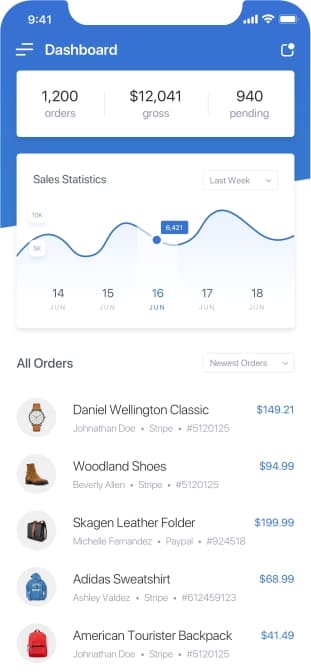 9:41
Dashboard
1,200 $12,041 940
orders gross pending
Sales Statistics Last Week
10K
6,421
5K
14 15 16 17 18
JUN JUN JUN JUN JUN
All Orders Newest Orders
Daniel Wellington Classic $149.21
Johnathan Doe • Stripe • #5120125
Woodland Shoes $94.99
Beverly Allen • Stripe • #5120125
Skagen Leather Folder $199.99
Michelle Fernandez • Paypal • #924518
Adidas Sweatshirt $68.99
Ashley Valdez • Stripe • #612459123
American Tourister Backpack $41.49
Johnathan Doe • Stripe • #5120125